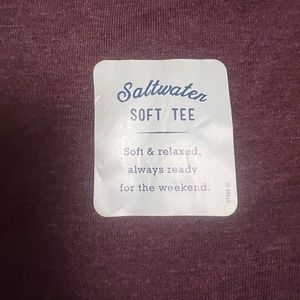 Saltwater
SOFT TEE
Soft & relaxed,
always ready
for the weekend.